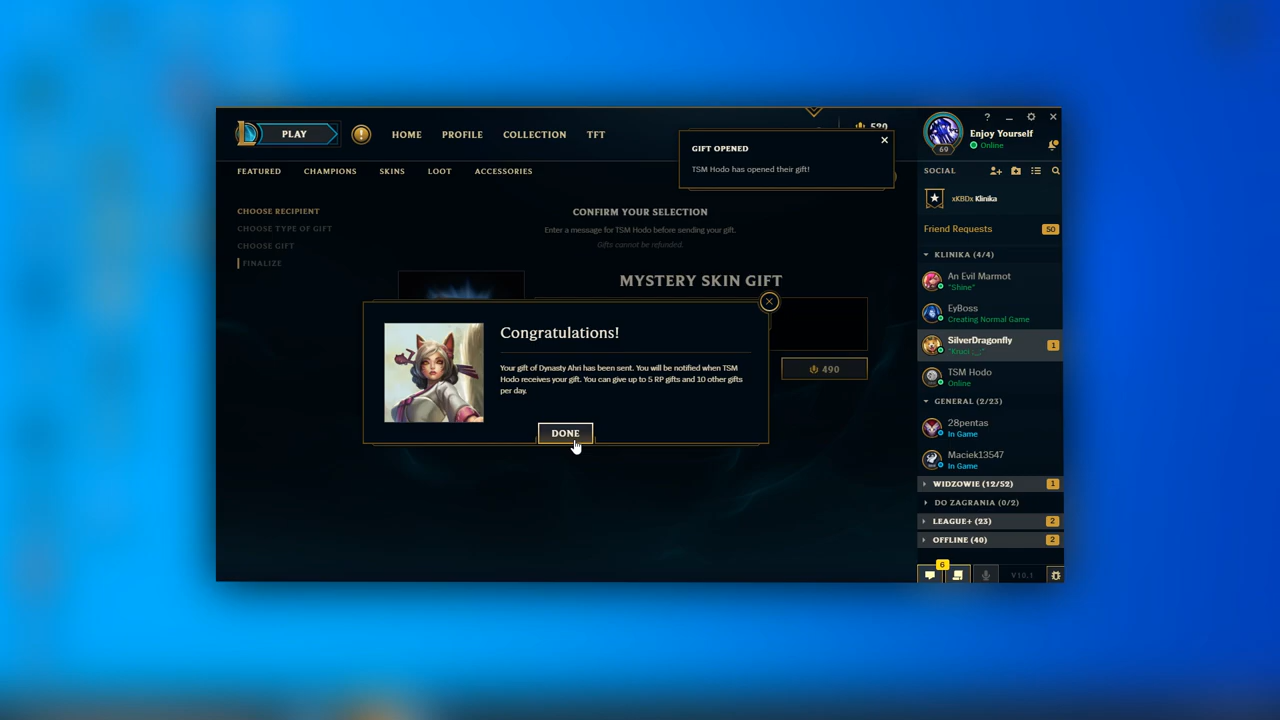 PLAY
HOME
PROFILE
COLLECTION
TFT
GIFT OPENED
TSM Hodo has opened their gift!
69
Enjoy Yourself
Online
FEATURED
CHAMPIONS
SKINS
LOOT
ACCESSORIES
SOCIAL
xKBDx Klinika
Friend Requests
50
CHOOSE RECIPIENT
CHOOSE TYPE OF GIFT
CHOOSE GIFT
FINALIZE
CONFIRM YOUR SELECTION
Enter a message for TSM Hodo before sending your gift.
Gifts cannot be refunded.
MYSTERY SKIN GIFT
490
Congratulations!
Your gift of Dynasty Ahri has been sent. You will be notified when TSM
Hodo receives your gift. You can give up to 5 RP gifts and 10 other gifts
per day.
DONE
KLINIKA (4/4)
An Evil Marmot
"Shine"
EyBoss
Creating Normal Game
SilverDragonfly
1
TSM Hodo
Online
GENERAL (2/23)
28pentas
In Game
Maciek13547
In Game
WIDZOWIE (12/52)
1
DO ZAGRANIA (0/2)
LEAGUE+ (23)
2
OFFLINE (40)
2
6
V10.1